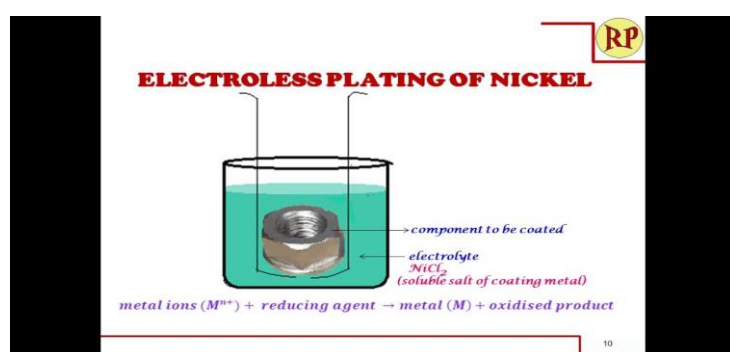 RP
ELECTROLESS PLATING OF NICKEL
component to be coated
electrolyte
NiCl₂
(soluble salt of coating metal)
metal ions (Mⁿ⁺) + reducing agent → metal (M) + oxidised product
10